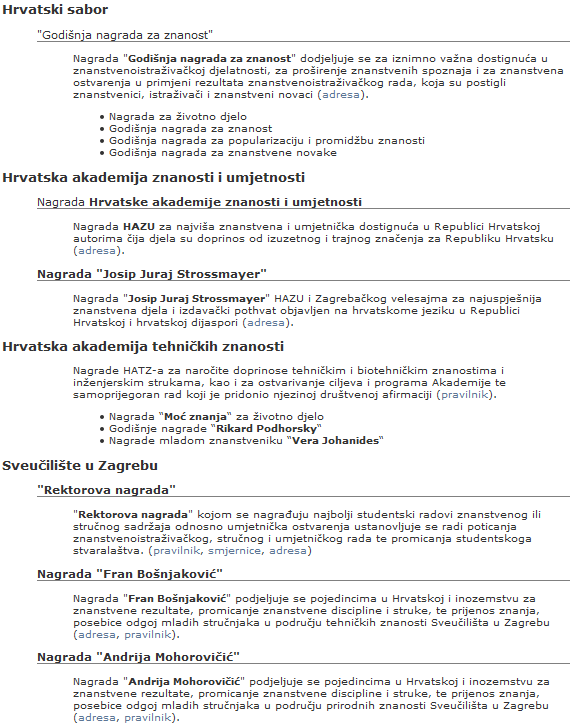 Hrvatski sabor
"Godišnja nagrada za znanost"
Nagrada "Godišnja nagrada za znanost" dodjeljuje se za iznimno važna dostignuća u
znanstvenoistraživačkoj djelatnosti, za proširenje znanstvenih spoznaja i za znanstvena
ostvarenja u primjeni rezultata znanstvenoistraživačkog rada, koja su postigli
znanstvenici, istraživači i znanstveni novaci (adresa).
• Nagrada za životno djelo
• Godišnja nagrada za znanost
• Godišnja nagrada za popularizaciju i promidžbu znanosti
• Godišnja nagrada za znanstvene novake
Hrvatska akademija znanosti i umjetnosti
Nagrada Hrvatske akademije znanosti i umjetnosti
Nagrada HAZU za najviša znanstvena i umjetnička dostignuća u Republici Hrvatskoj
autorima čija djela su doprinos od izuzetnog i trajnog značenja za Republiku Hrvatsku
(adresa).
Nagrada "Josip Juraj Strossmayer"
Nagrada "Josip Juraj Strossmayer" HAZU i Zagrebačkog velesajma za najuspješnija
znanstvena djela i izdavački pothvat objavljen na hrvatskome jeziku u Republici
Hrvatskoj i hrvatskoj dijaspori (adresa).
Hrvatska akademija tehničkih znanosti
Nagrade HATZ-a za naročite doprinose tehničkim i biotehničkim znanostima i
inženjerskim strukama, kao i za ostvarivanje ciljeva i programa Akademije te
samoprijegoran rad koji je pridonio njezinoj društvenoj afirmaciji (pravilnik).
• Nagrada “Moć znanja“ za životno djelo
• Godišnje nagrade “Rikard Podhorsky“
• Nagrade mladom znanstveniku “Vera Johanides“
Sveučilište u Zagrebu
"Rektorova nagrada"
"Rektorova nagrada" kojom se nagrađuju najbolji studentski radovi znanstvenog ili
stručnog sadržaja odnosno umjetnička ostvarenja ustanovljuje se radi poticanja
znanstvenoistraživačkog, stručnog i umjetničkog rada te promicanja studentskoga
stvaralaštva. (pravilnik, smjernice, adresa)
Nagrada "Fran Bošnjaković"
Nagrada "Fran Bošnjaković" podjeljuje se pojedincima u Hrvatskoj i inozemstvu za
znanstvene rezultate, promicanje znanstvene discipline i struke, te prijenos znanja,
posebice odgoj mladih stručnjaka u području tehničkih znanosti Sveučilišta u Zagrebu
(adresa, pravilnik).
Nagrada "Andrija Mohorovičić"
Nagrada "Andrija Mohorovičić" podjeljuje se pojedincima u Hrvatskoj i inozemstvu za
znanstvene rezultate, promicanje znanstvene discipline i struke, te prijenos znanja,
posebice odgoj mladih stručnjaka u području prirodnih znanosti Sveučilišta u Zagrebu
(adresa, pravilnik).